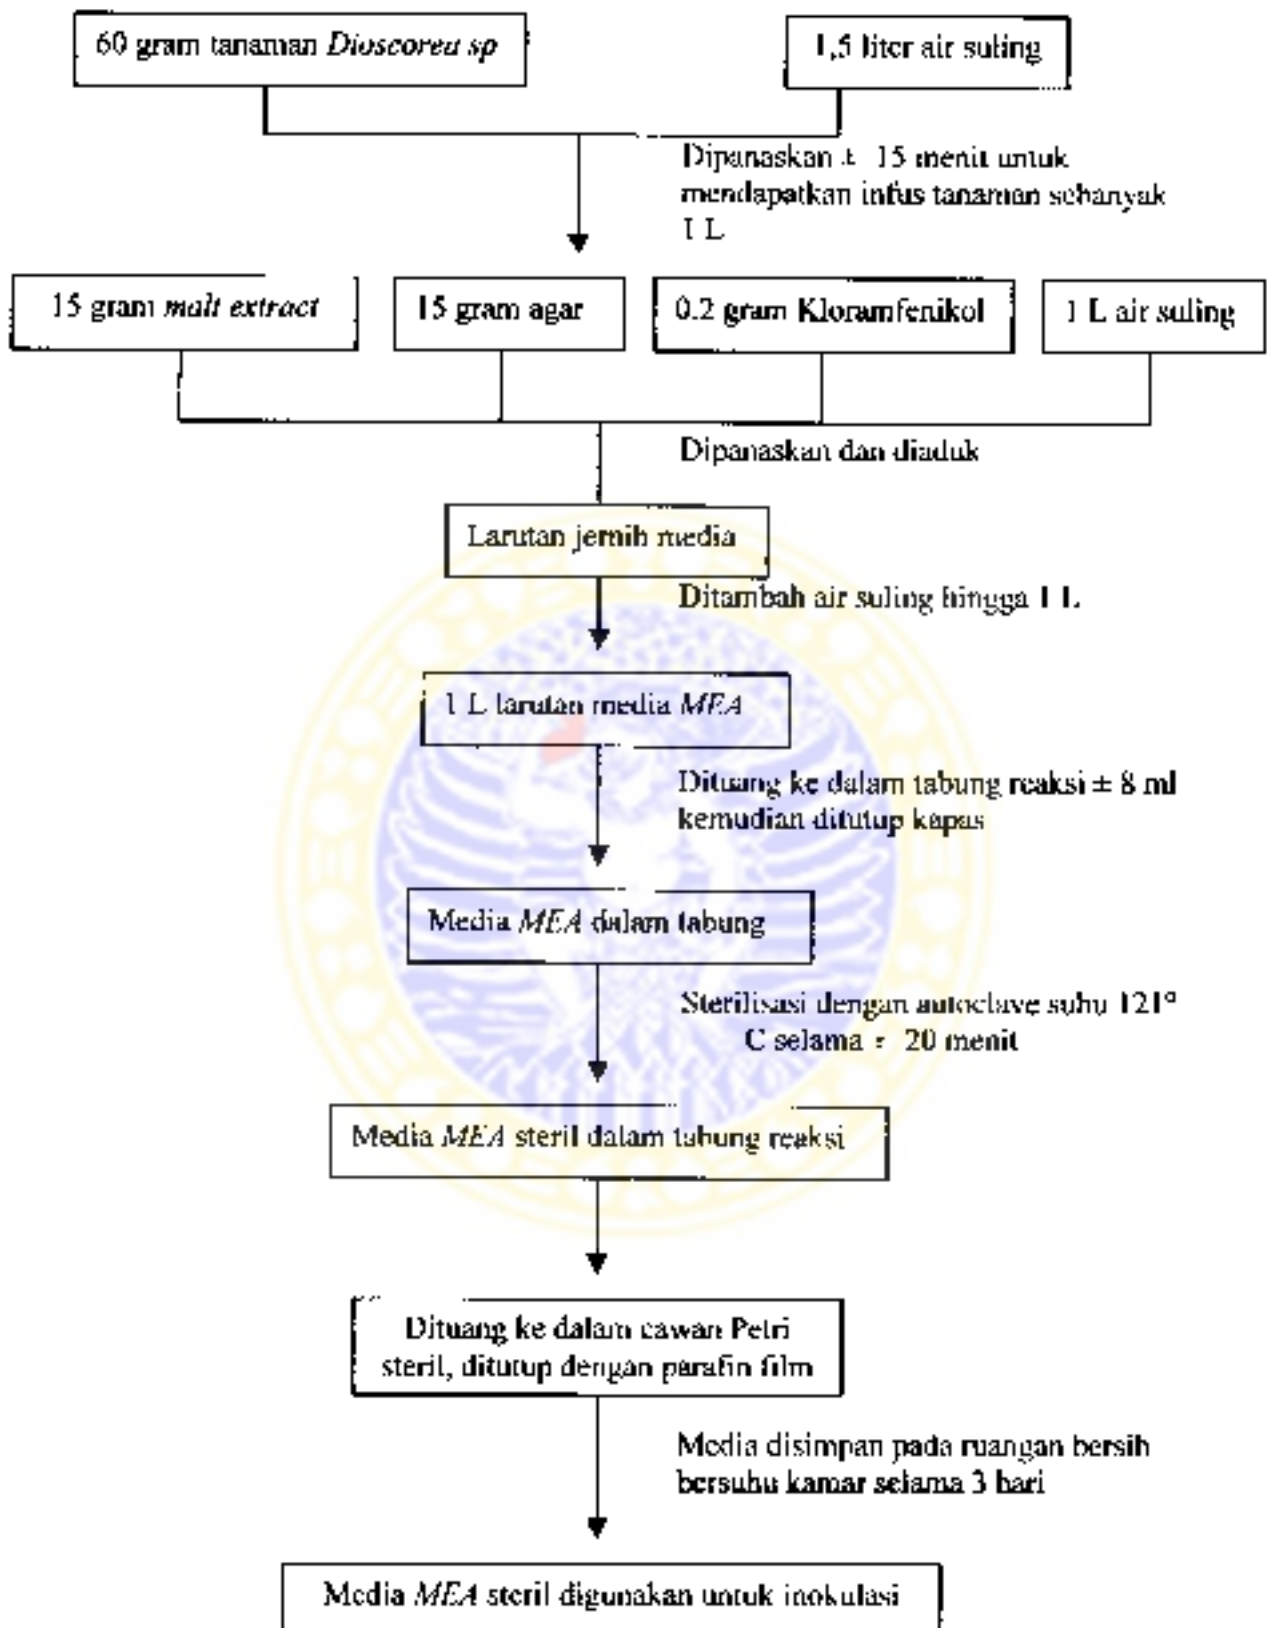 60 gram tanaman Dioscorea sp
1,5 liter air suling
Dipanaskan ± 15 menit untuk
mendapatkan infus tanaman sebanyak
1 L
15 gram malt extract
15 gram agar
0.2 gram Kloramfenikol
1 L air suling
Dipanaskan dan diaduk
Larutan jernih media
Ditambah air suling hingga 1 L
1 L larutan media MEA
Dituang ke dalam tabung reaksi ± 8 ml
kemudian ditutup kapas
Media MEA dalam tabung
Sterilisasi dengan autoclave suhu 121°
C selama ± 20 menit
Media MEA steril dalam tabung reaksi
Dituang ke dalam cawan Petri
steril, ditutup dengan parafin film
Media disimpan pada ruangan bersih
bersuhu kamar selama 3 hari
Media MEA steril digunakan untuk inokulasi